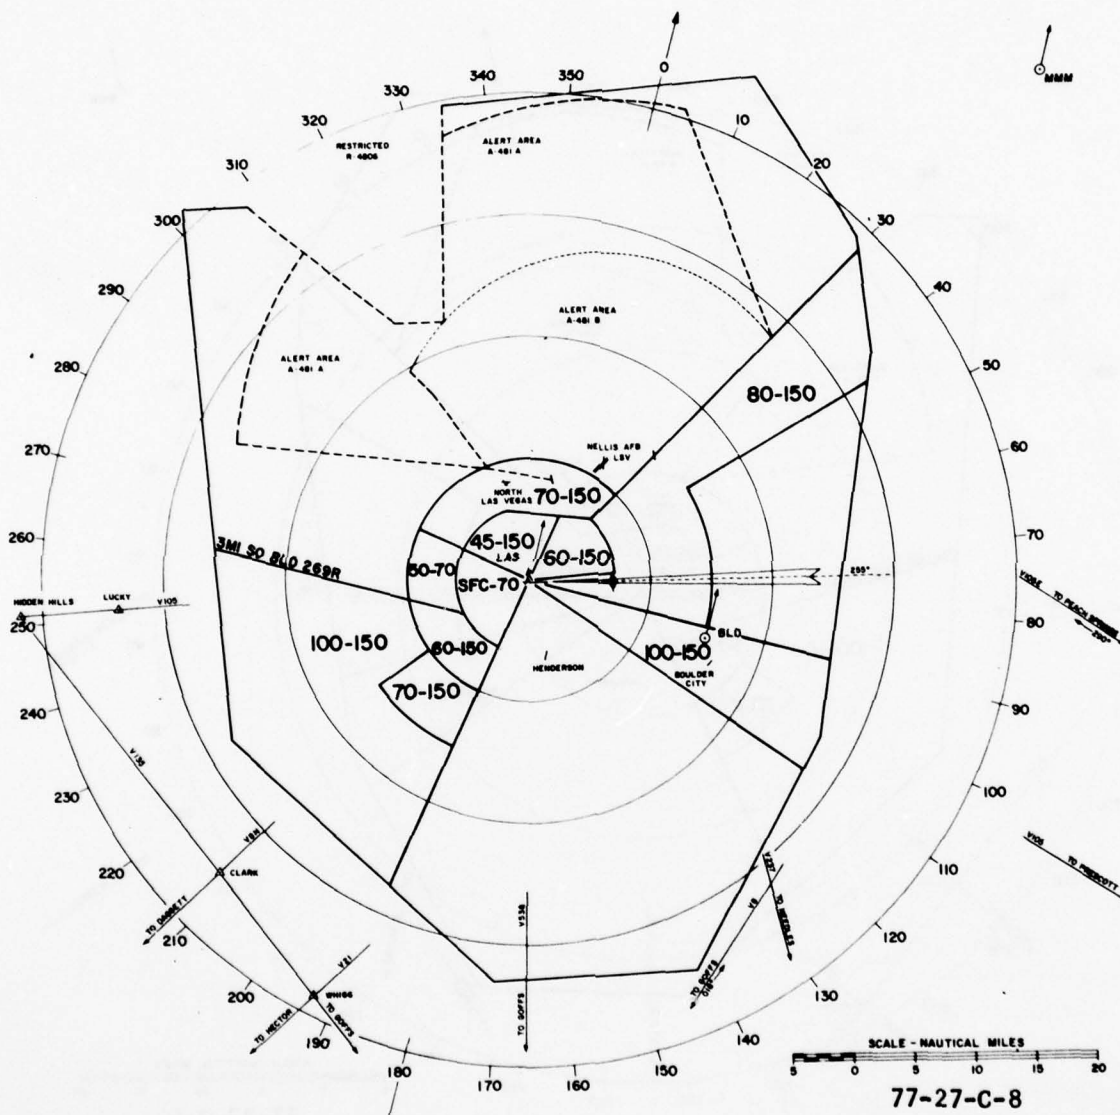 0
MMM
350
340
330
320
310
300
290
280
270
260
250
240
230
220
210
200
190
180
170
160
150
140
130
120
110
100
90
80
70
60
50
40
30
20
10
RESTRICTED
R-4806
ALERT AREA
A-481 A
ALERT AREA
A-481 B
ALERT AREA
A-481 A
80-150
NELLIS AFB
LSV
NORTH
LAS VEGAS
70-150
45-150
LAS
60-150
50-70
SFC-70
3MI SO BLD 269R
255°
HIDDEN HILLS
LUCKY
V105
V105E
TO PEACH SPRINGS
290°
100-150
60-150
70-150
HENDERSON
100-150
BLD
BOULDER
CITY
V135
V8N
CLARK
TO DAGGETT
V21
WHIGG
TO HECTOR
TO GOFFS
V538
TO GOFFS
V237
TO NEEDLES
V8
TO GOFFS
019°
V105
TO PRESCOTT
SCALE - NAUTICAL MILES
5 0 5 10 15 20
77-27-C-8